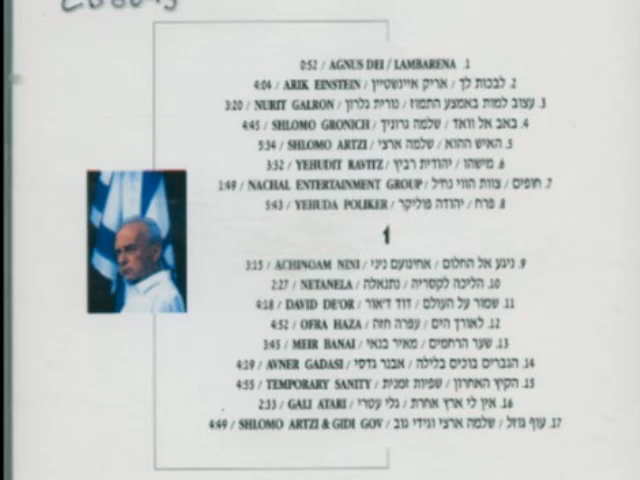 1. AGNUS DEI / LAMBARENA / 0:52
2. לבכות לך / אריק איינשטיין / ARIK EINSTEIN / 4:04
3. עצוב למות באמצע התמוז / נורית גלרון / NURIT GALRON / 3:20
4. באב אל וואד / שלמה גרוניך / SHLOMO GRONICH / 4:45
5. האיש ההוא / שלמה ארצי / SHLOMO ARTZI / 5:34
6. מישהו / יהודית רביץ / YEHUDIT RAVITZ / 3:32
7. חופים / צוות הווי נחל : NACHAL ENTERTAINMENT GROUP / 1:49
8. פרח / יהודה פוליקר / YEHUDA POLIKER / 5:43
1
9. ניגע אל החלום / אחינועם ניני / ACHINOAM NINI / 3:15
10. הליכה לקסריה / נתנאלה / NETANELA / 2:27
11. שמור על העולם / דוד ד'אור / DAVID DE'OR / 4:18
12. לאורך הים / עפרה חזה / OFRA HAZA / 4:52
13. שער הרחמים / מאיר בנאי / MEIR BANAI / 3:45
14. הגברים בוכים בלילה / אבנר גדסי / AVNER GADASI / 4:19
15. הקיץ האחרון / שפיות זמנית / TEMPORARY SANITY / 4:55
16. אין לי ארץ אחרת / גלי עטרי / GALI ATARI / 2:33
17. עוף גוזל / שלמה ארצי וגידי גוב / SHLOMO ARTZI & GIDI GOV / 4:49